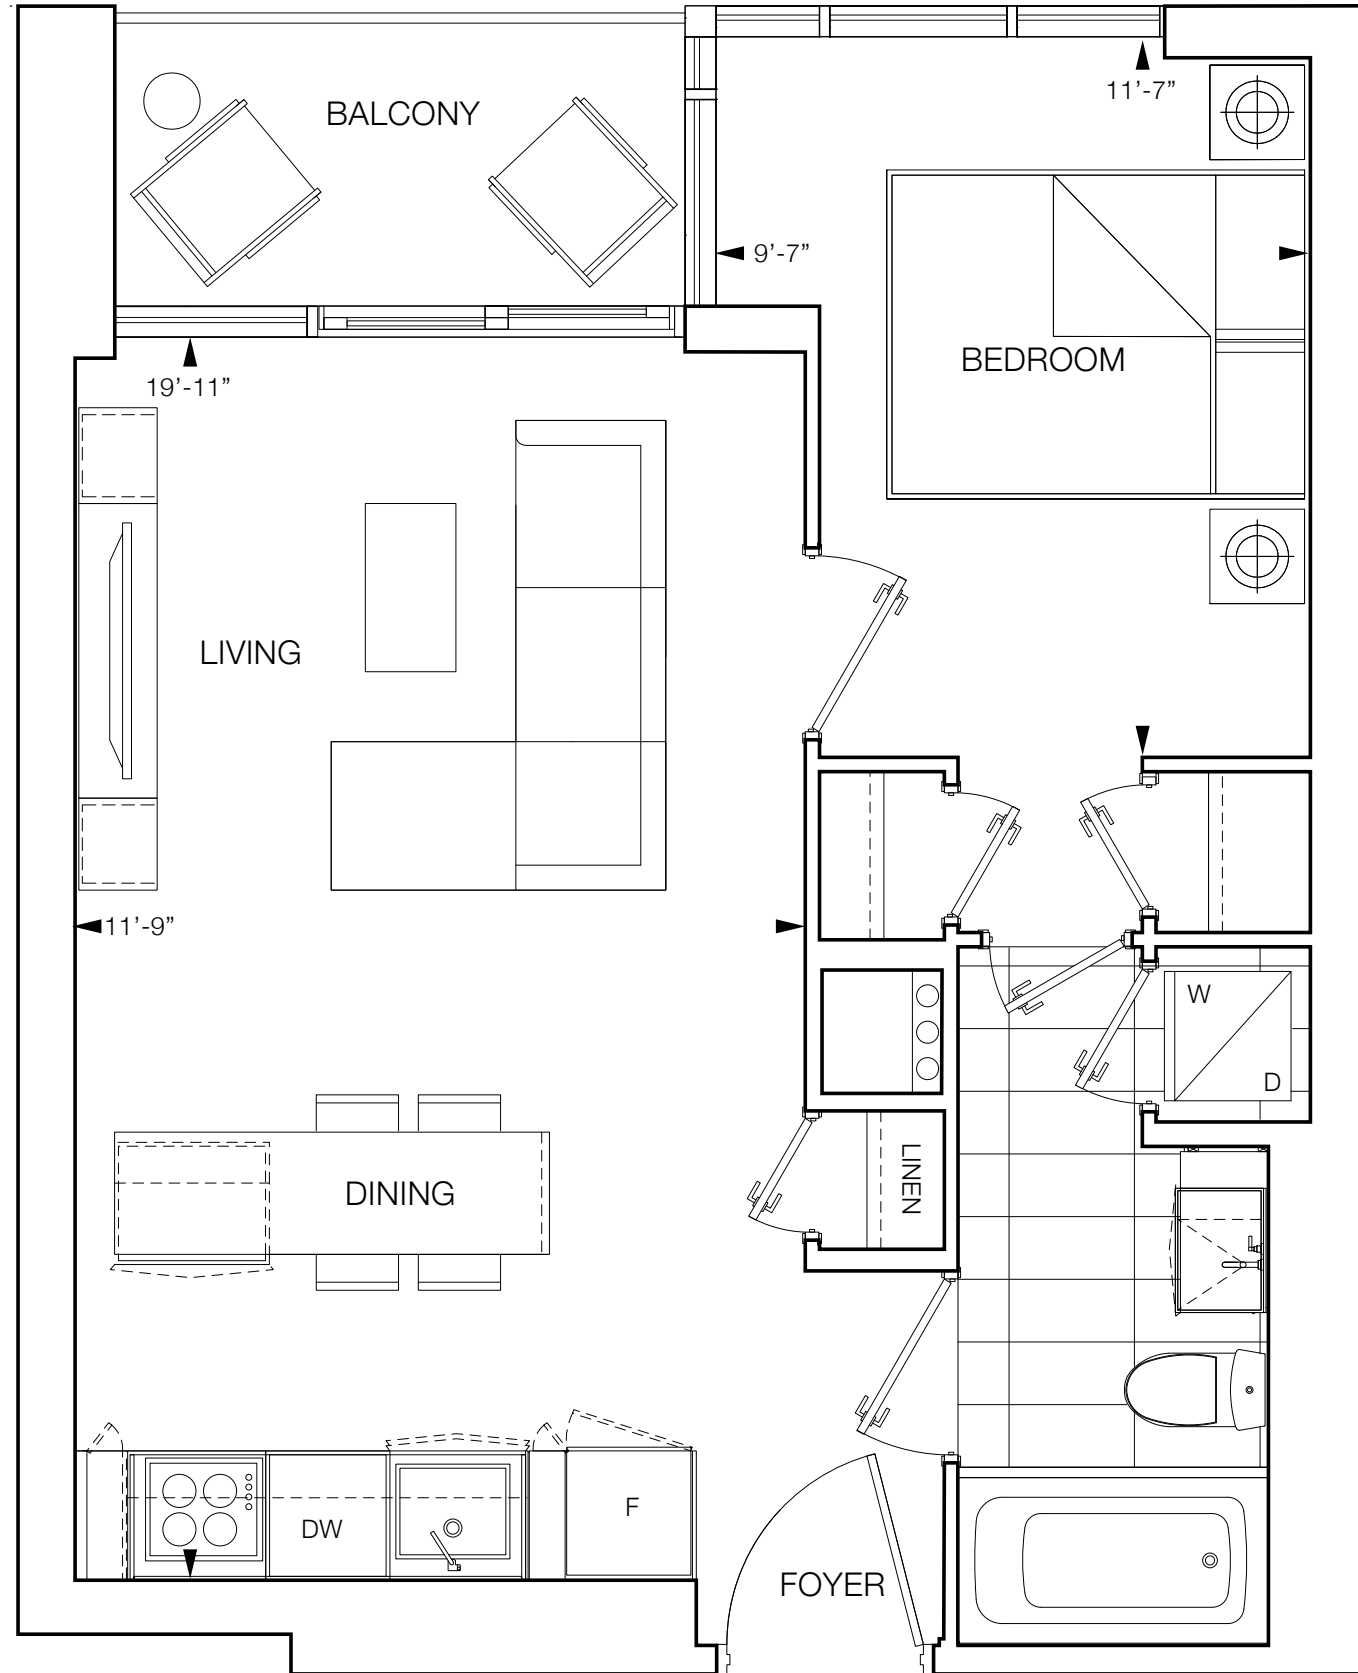 11’-7”
BALCONY
9’-7”
BEDROOM
19’-11”
LIVING
11’-9”
W
D
LINEN
DINING
F
DW
FOYER